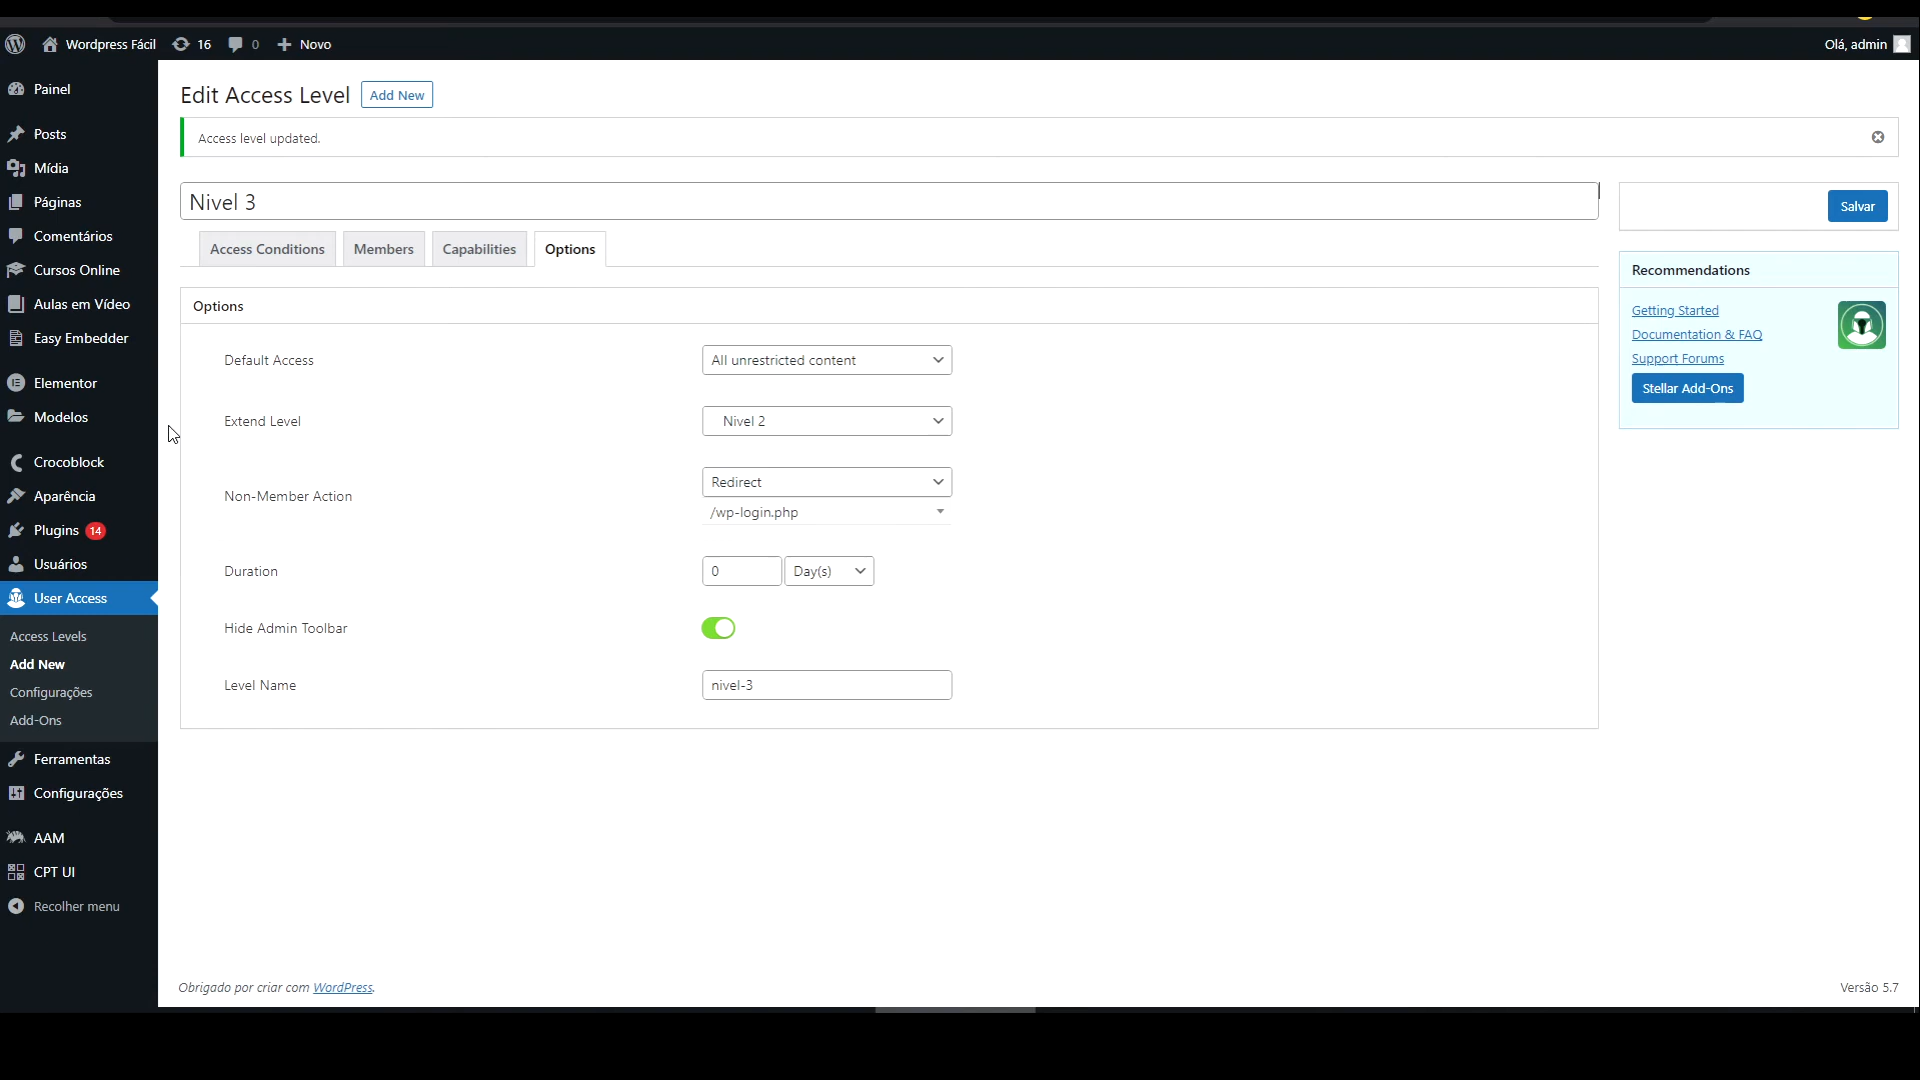 Wordpress Fácil
16
0
Novo
Olá, admin
Painel
Posts
Mídia
Páginas
Comentários
Cursos Online
Aulas em Vídeo
Easy Embedder
Elementor
Modelos
Crocoblock
Aparência
Plugins 14
Usuários
User Access
Access Levels
Add New
Configurações
Add-Ons
Ferramentas
Configurações
AAM
CPT UI
Recolher menu
Edit Access Level
Add New
Access level updated.
Nivel 3
Access Conditions
Members
Capabilities
Options
Options
Default Access
All unrestricted content
Extend Level
Nivel 2
Non-Member Action
Redirect
/wp-login.php
Duration
0
Day(s)
Hide Admin Toolbar
Level Name
nivel-3
Salvar
Recommendations
Getting Started
Documentation & FAQ
Support Forums
Stellar Add-Ons
Obrigado por criar com WordPress.
Versão 5.7